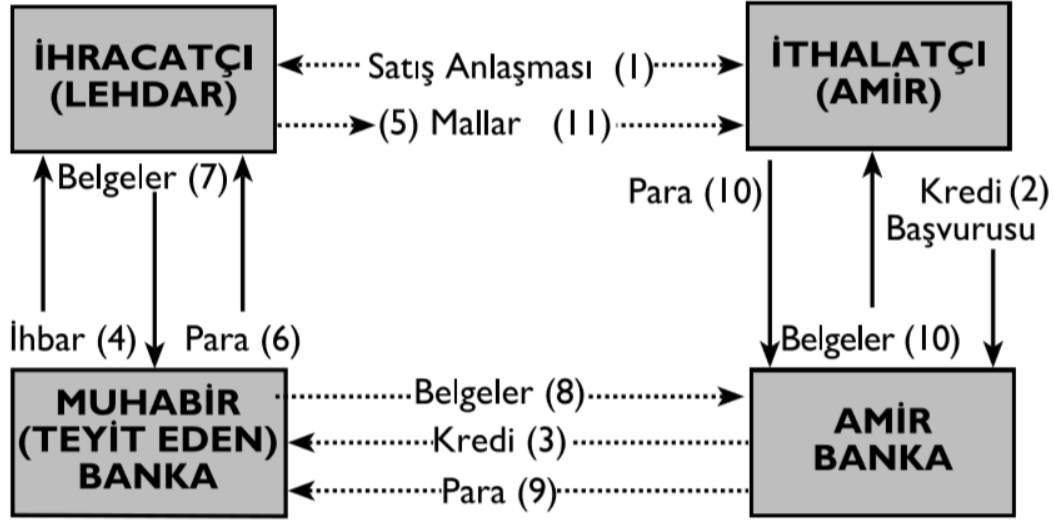 İHRACATÇI
(LEHDAR)
Satış Anlaşması (1)
(5) Mallar (11)
İTHALATÇI
(AMİR)
Belgeler (7)
Para (10)
Kredi (2)
Başvurusu
İhbar (4)
Para (6)
Belgeler (10)
MUHABİR
(TEYİT EDEN)
BANKA
Belgeler (8)
Kredi (3)
Para (9)
AMİR
BANKA